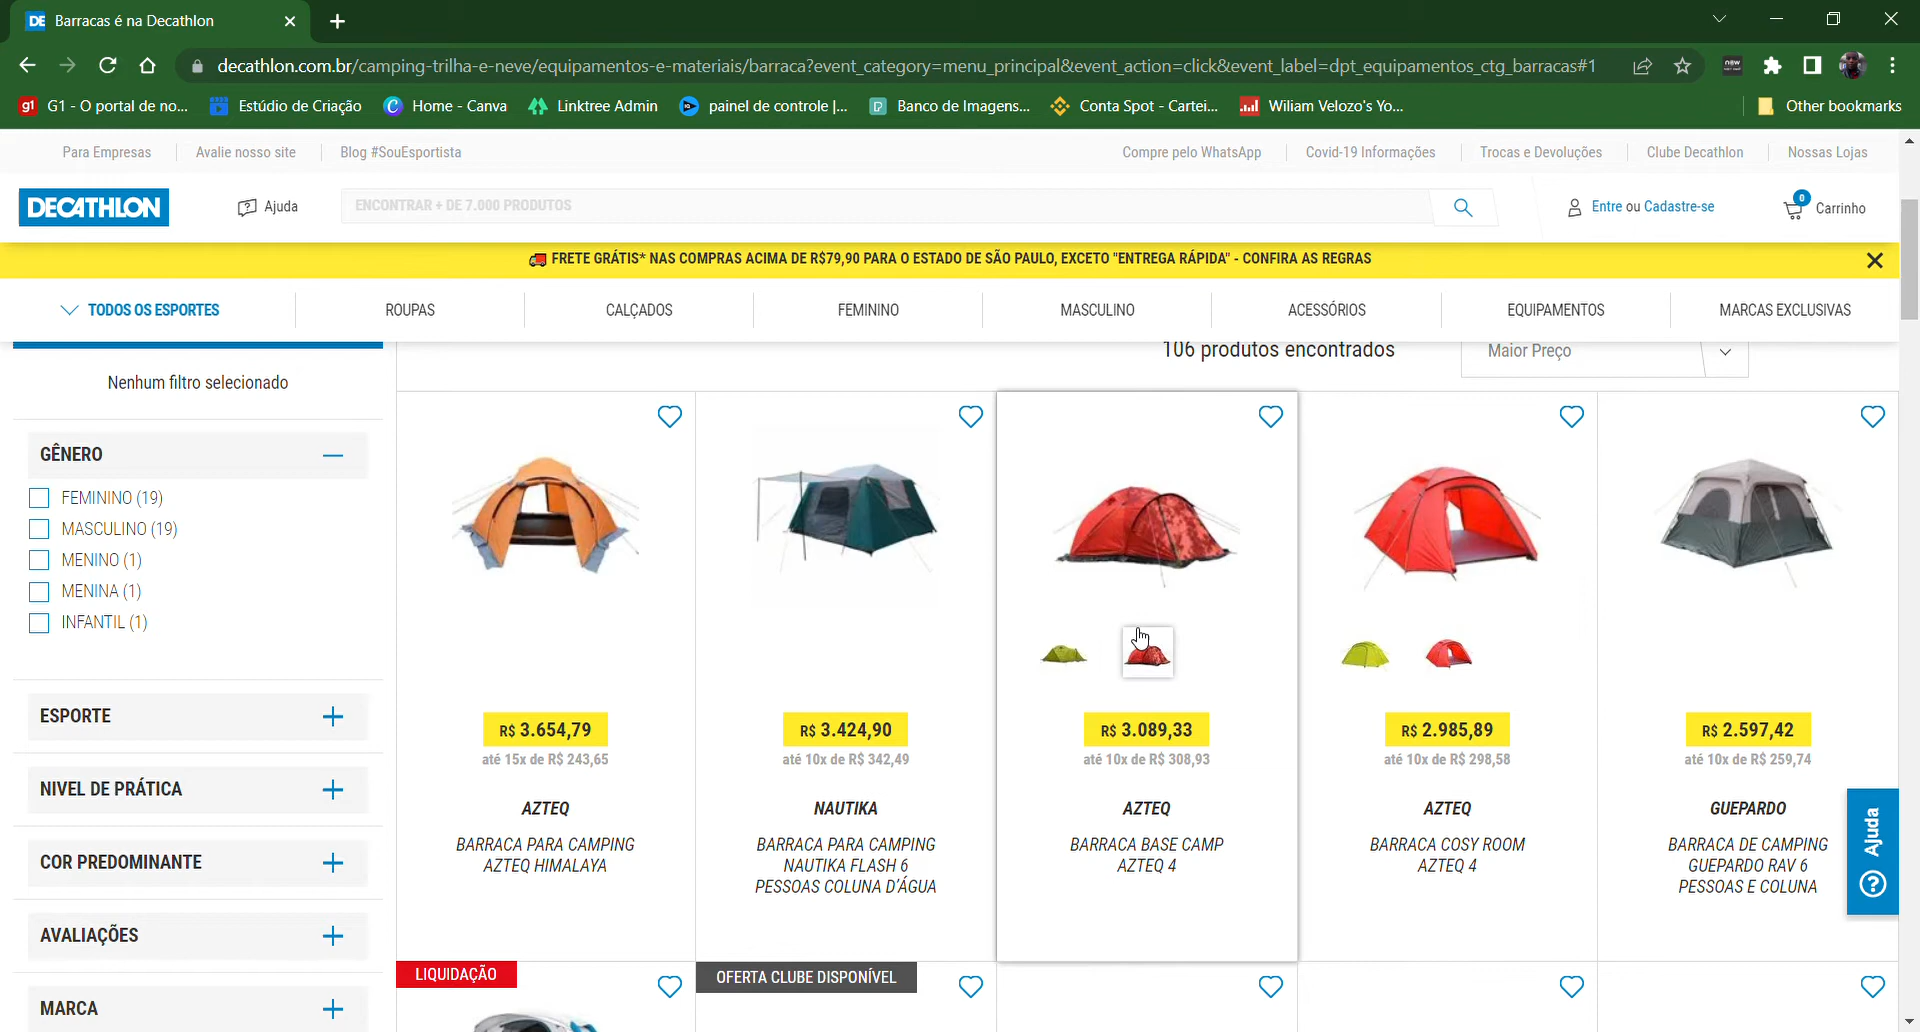 DE Barracas é na Decathlon
decathlon.com.br/camping-trilha-e-neve/equipamentos-e-materiais/barraca?event_category=menu_principal&event_action=click&event_label=dpt_equipamentos_ctg_barracas#1
g1 G1 - O portal de no... Estúdio de Criação C Home - Canva Linktree Admin painel de controle |... Banco de Imagens... Conta Spot - Cartei... Wiliam Velozo's Yo... Other bookmarks
Para Empresas Avalie nosso site Blog #SouEsportista Compre pelo WhatsApp Covid-19 Informações Trocas e Devoluções Clube Decathlon Nossas Lojas
DECATHLON Ajuda ENCONTRAR + DE 7.000 PRODUTOS Entre ou Cadastre-se 0 Carrinho
FRETE GRÁTIS* NAS COMPRAS ACIMA DE R$79,90 PARA O ESTADO DE SÃO PAULO, EXCETO "ENTREGA RÁPIDA" - CONFIRA AS REGRAS
TODOS OS ESPORTES ROUPAS CALÇADOS FEMININO MASCULINO ACESSÓRIOS EQUIPAMENTOS MARCAS EXCLUSIVAS
106 produtos encontrados Maior Preço
Nenhum filtro selecionado
GÊNERO
FEMININO (19)
MASCULINO (19)
MENINO (1)
MENINA (1)
INFANTIL (1)
ESPORTE
NIVEL DE PRÁTICA
COR PREDOMINANTE
AVALIAÇÕES
MARCA
R$ 3.654,79
até 15x de R$ 243,65
AZTEQ
BARRACA PARA CAMPING
AZTEQ HIMALAYA
R$ 3.424,90
até 10x de R$ 342,49
NAUTIKA
BARRACA PARA CAMPING
NAUTIKA FLASH 6
PESSOAS COLUNA D'ÁGUA
R$ 3.089,33
até 10x de R$ 308,93
AZTEQ
BARRACA BASE CAMP
AZTEQ 4
R$ 2.985,89
até 10x de R$ 298,58
AZTEQ
BARRACA COSY ROOM
AZTEQ 4
R$ 2.597,42
até 10x de R$ 259,74
GUEPARDO
BARRACA DE CAMPING
GUEPARDO RAV 6
PESSOAS E COLUNA
Ajuda
LIQUIDAÇÃO
OFERTA CLUBE DISPONÍVEL